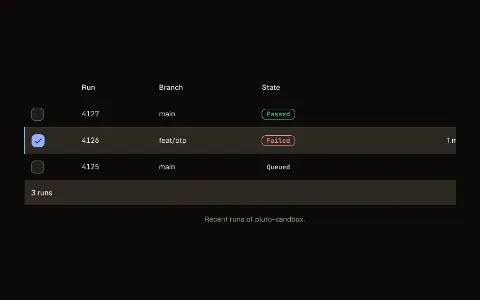 Run Branch State
4127 main Passed
4126 feat/otp Failed 1 m
4125 main Queued
3 runs
Recent runs of pluto-sandbox.